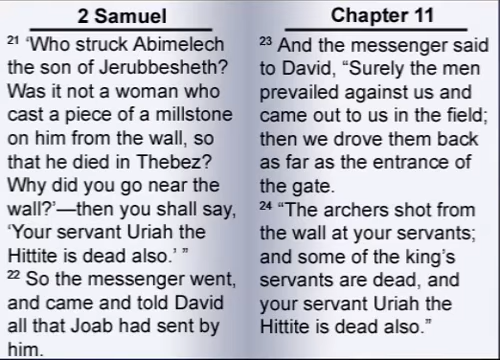 2 Samuel
21 ‘Who struck Abimelech
the son of Jerubbesheth?
Was it not a woman who
cast a piece of a millstone
on him from the wall, so
that he died in Thebez?
Why did you go near the
wall?’—then you shall say,
‘Your servant Uriah the
Hittite is dead also.’ ”
22 So the messenger went,
and came and told David
all that Joab had sent by
him.
Chapter 11
23 And the messenger said
to David, “Surely the men
prevailed against us and
came out to us in the field;
then we drove them back
as far as the entrance of
the gate.
24 “The archers shot from
the wall at your servants;
and some of the king’s
servants are dead, and
your servant Uriah the
Hittite is dead also.”